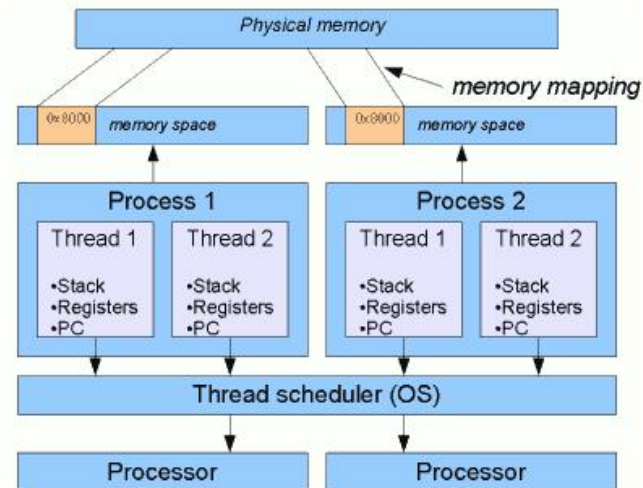 Physical memory
memory mapping
0x8000
memory space
0x8000
memory space
Process 1
Process 2
Thread 1
Thread 2
Thread 1
Thread 2
•Stack
•Stack
•Stack
•Stack
•Registers
•Registers
•Registers
•Registers
•PC
•PC
•PC
•PC
Thread scheduler (OS)
Processor
Processor